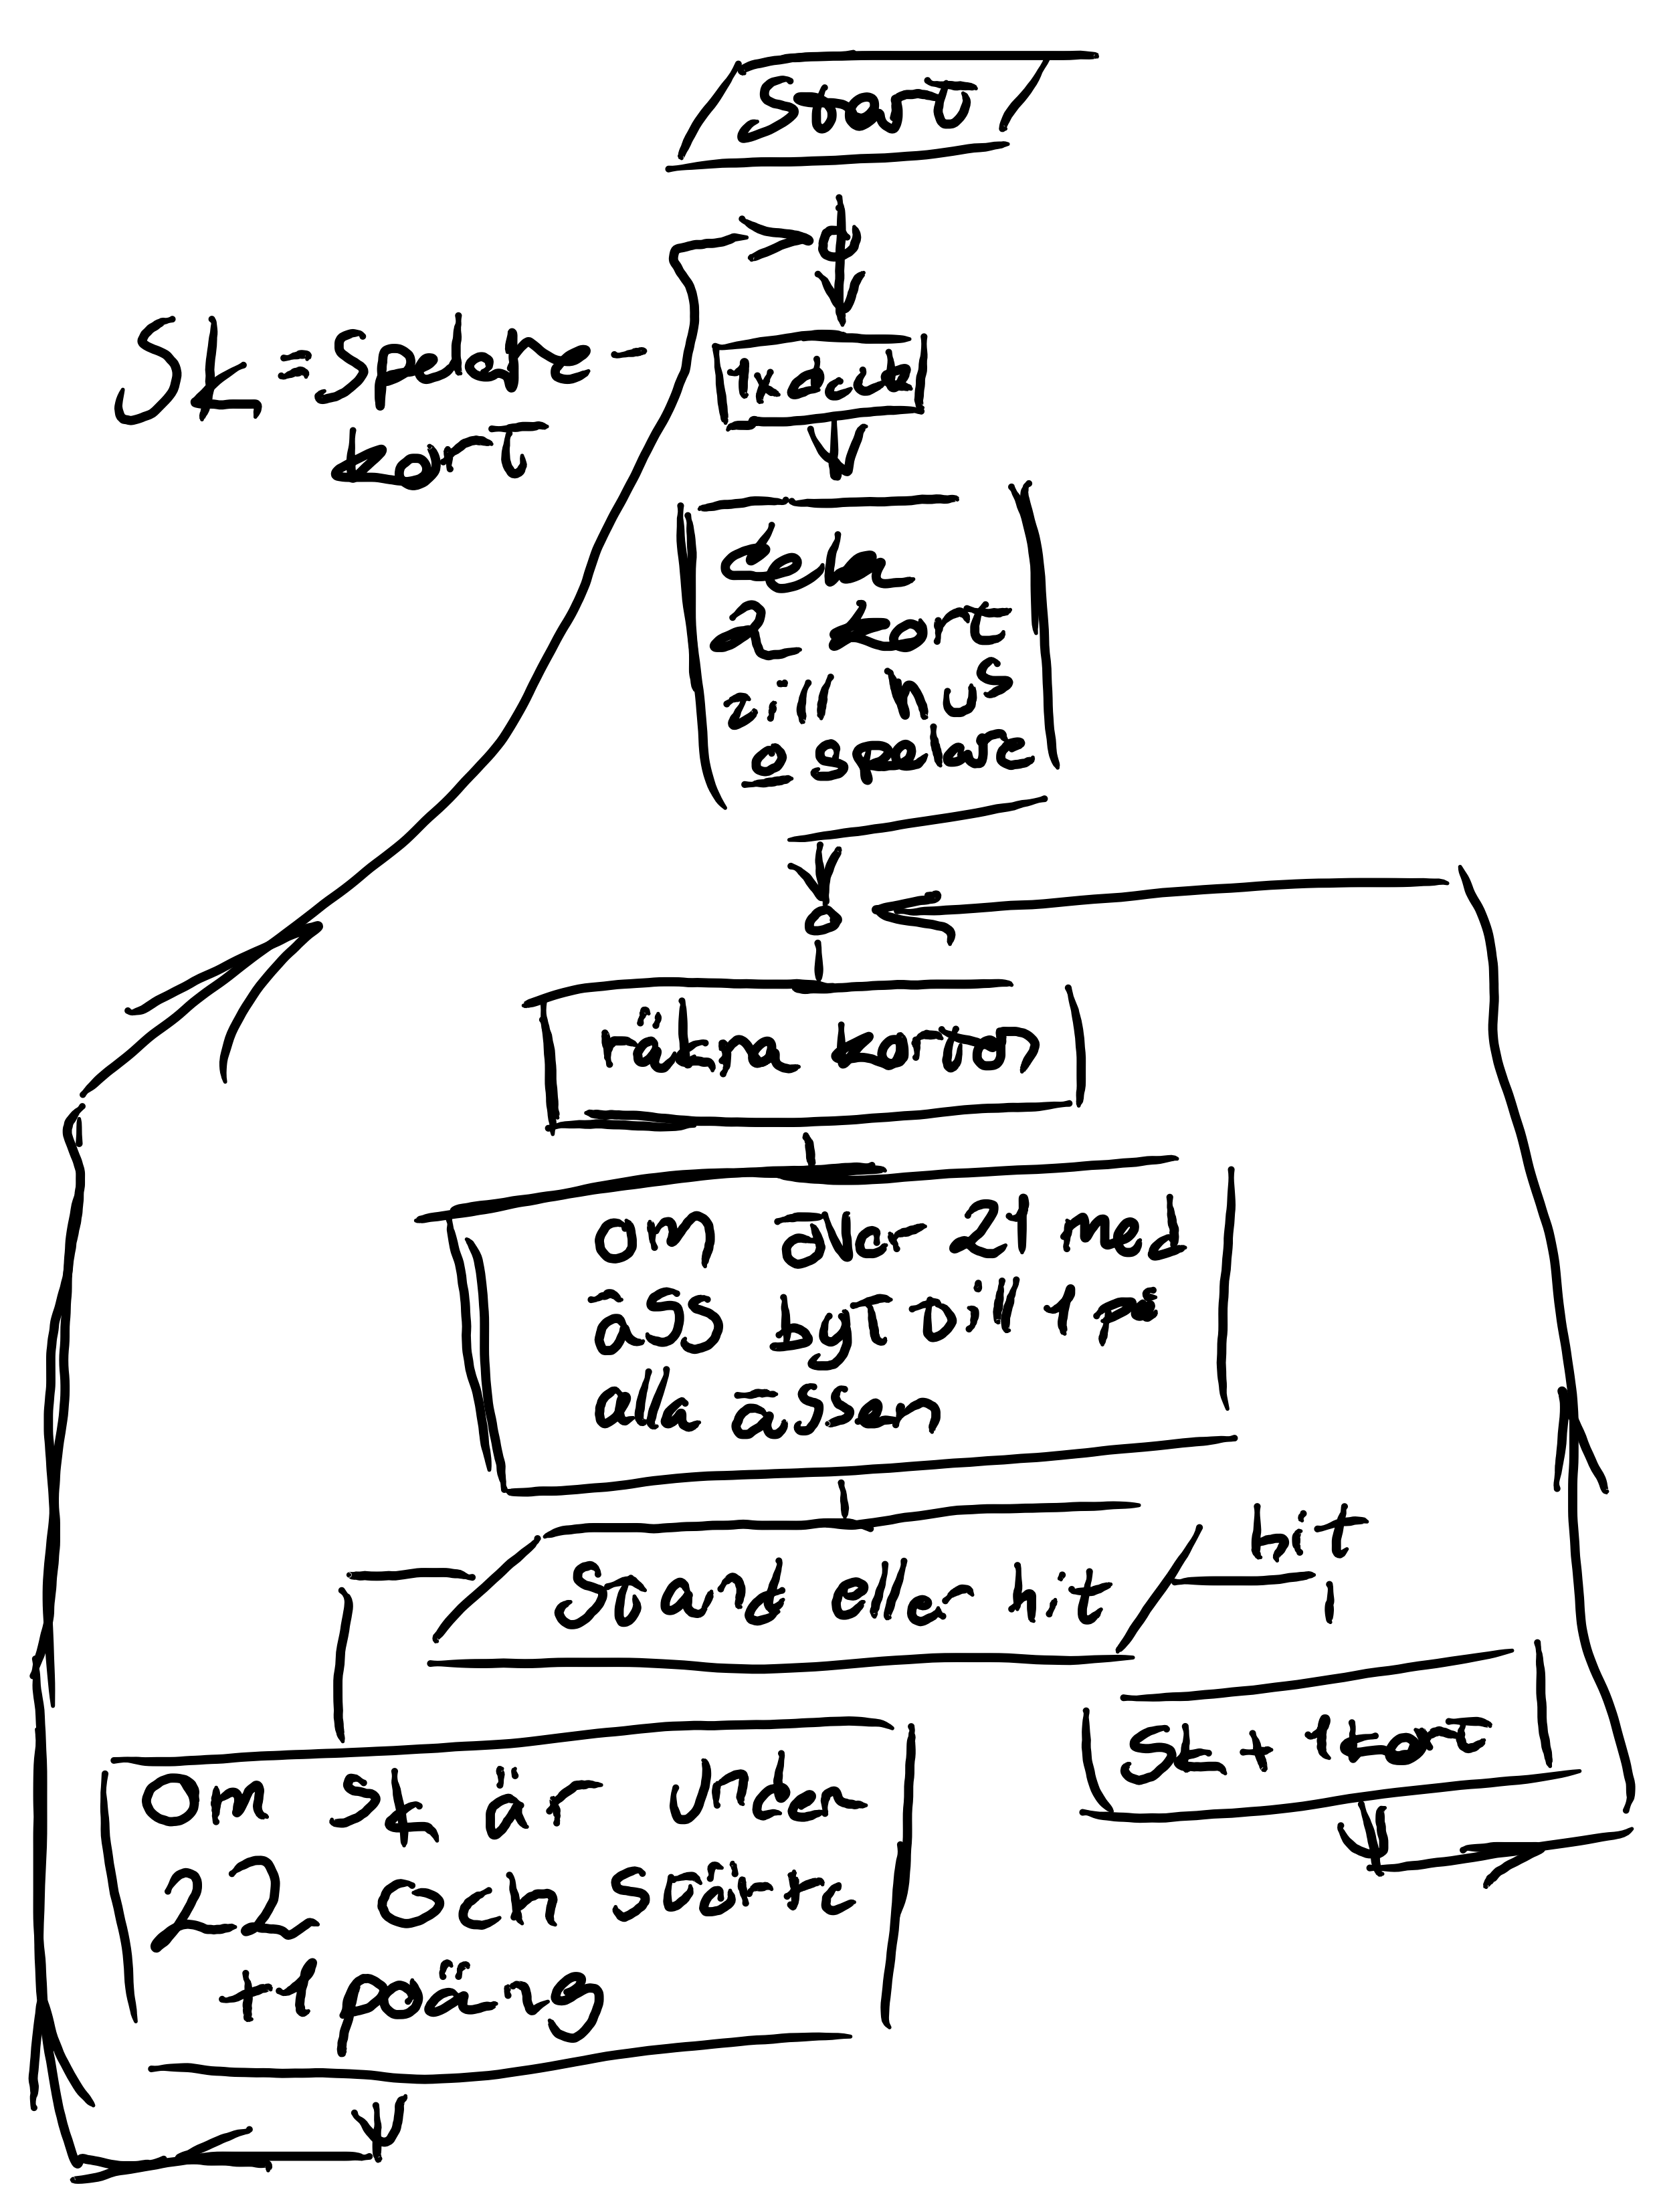 Start
Sk=spelare-
kort
1x deck
dela
2 kort
till hus
o spelare
räkna korten
om över 21 med
äss byt till 1 på
alla ässen
Stand eller hit
hit
Sk + 1 kort
Om Sk är Under
22 och större
+1 poäng